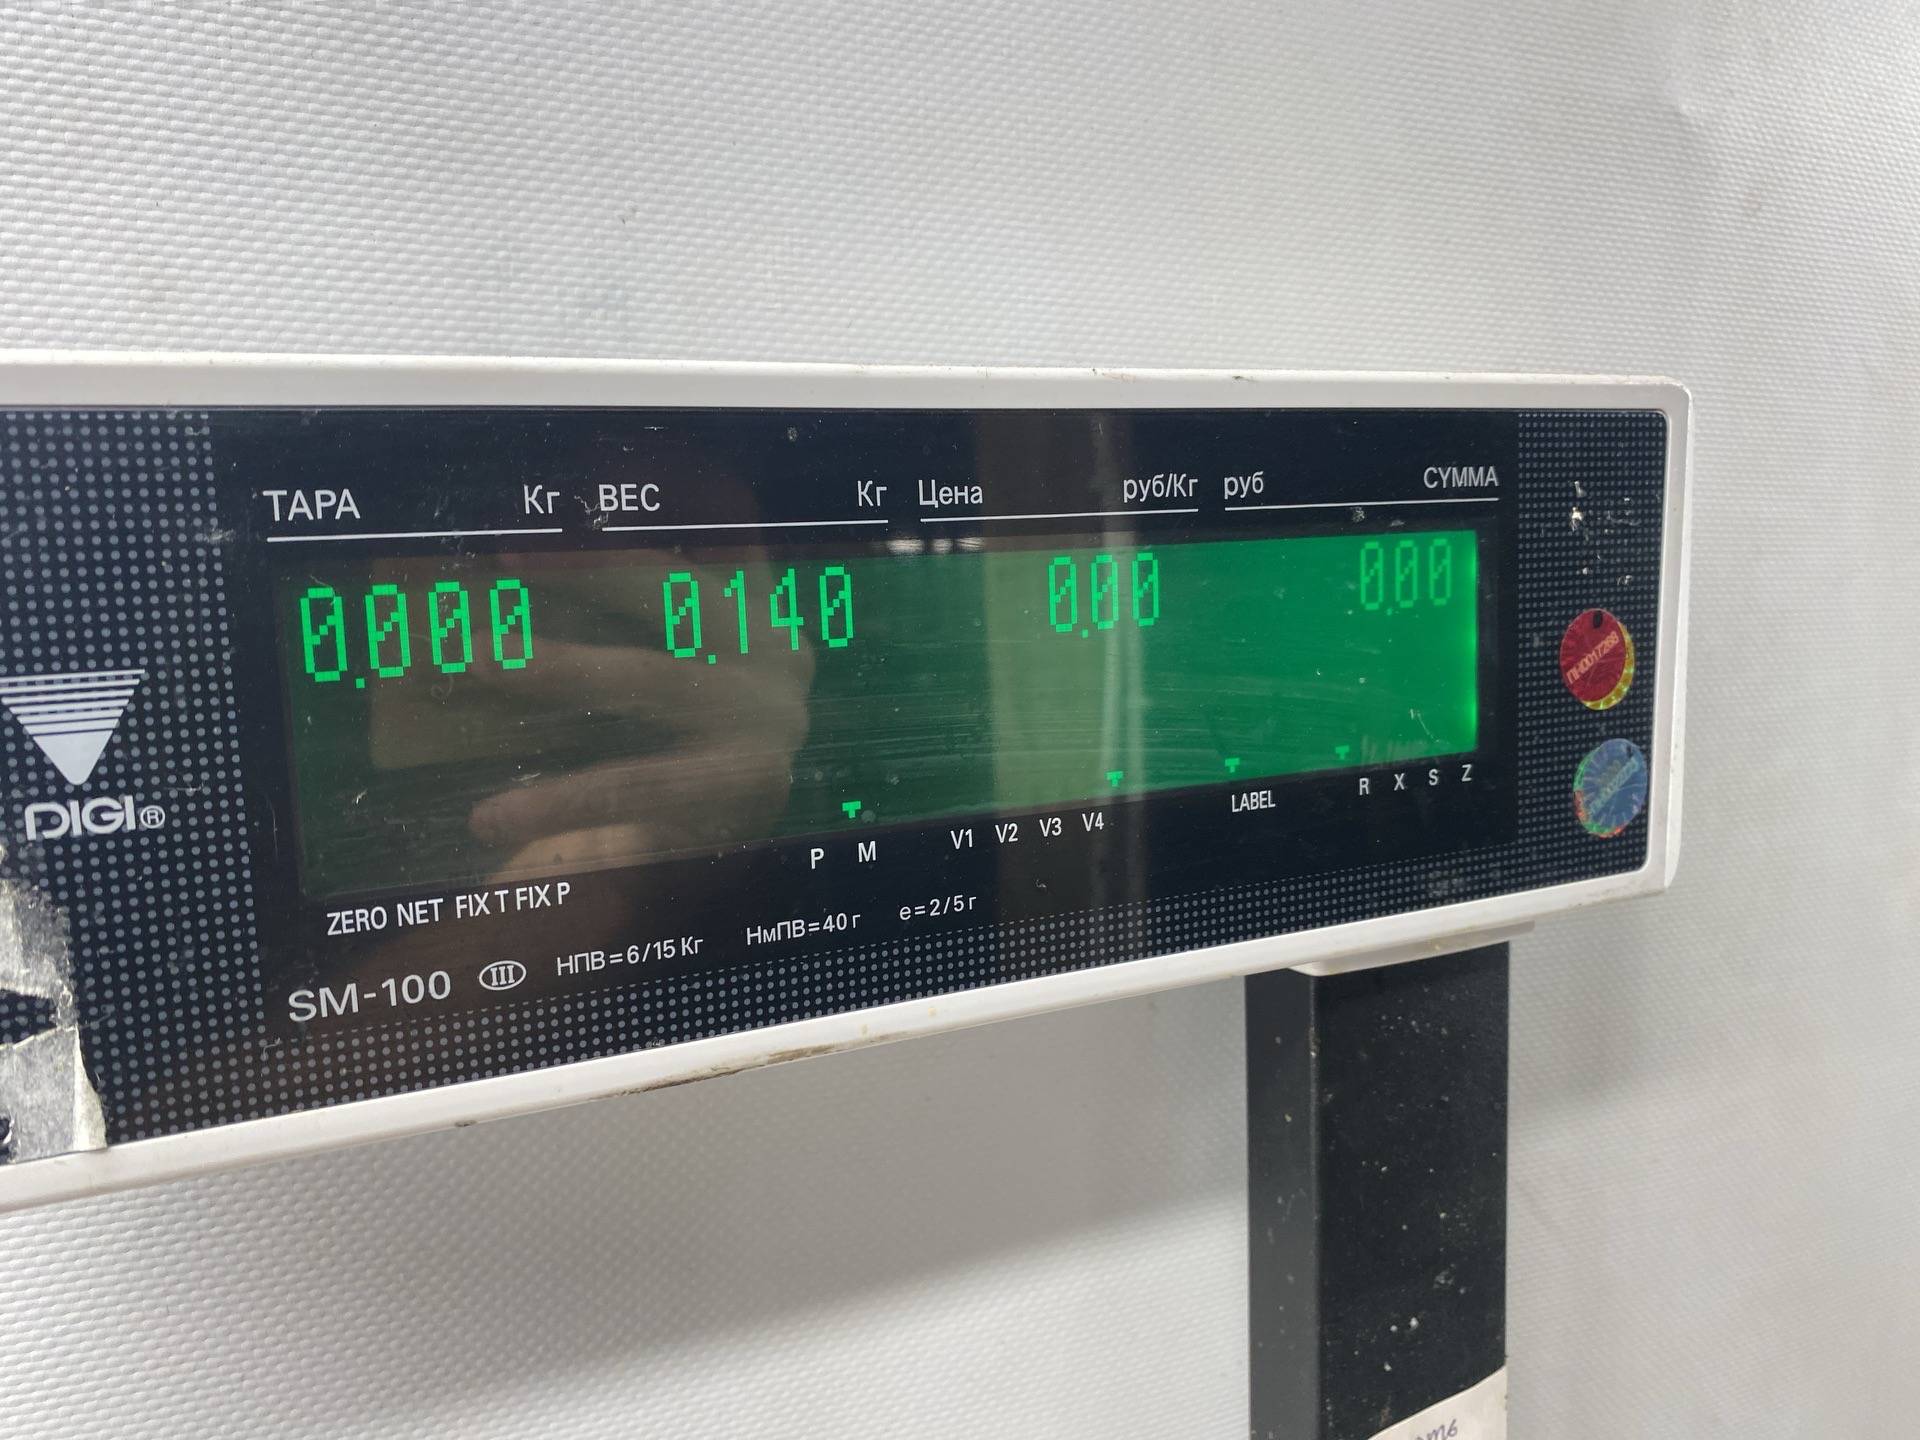 ТАРА Кг ВЕС Кг Цена руб/Кг руб СУММА
0.000 0.140 0.00 0.00
P M V1 V2 V3 V4 LABEL R X S Z
ZERO NET FIX T FIX P
DIGI®
SM-100 III НПВ=6/15 Кг НмПВ=40 г e=2/5 г
ПН0017268